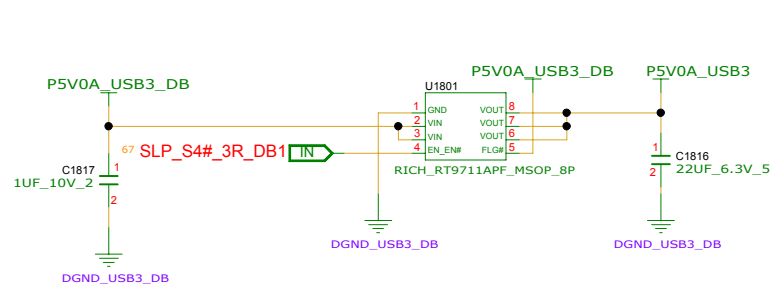 P5V0A_USB3_DB
P5V0A_USB3_DB
P5V0A_USB3
U1801
1 GND VOUT 8
2 VIN VOUT 7
3 VIN VOUT 6
4 EN_EN# FLG# 5
67 SLP_S4#_3R_DB1 IN
RICH_RT9711APF_MSOP_8P
C1817 1
1UF_10V_2
2
1 C1816
2 22UF_6.3V_5
DGND_USB3_DB
DGND_USB3_DB
DGND_USB3_DB